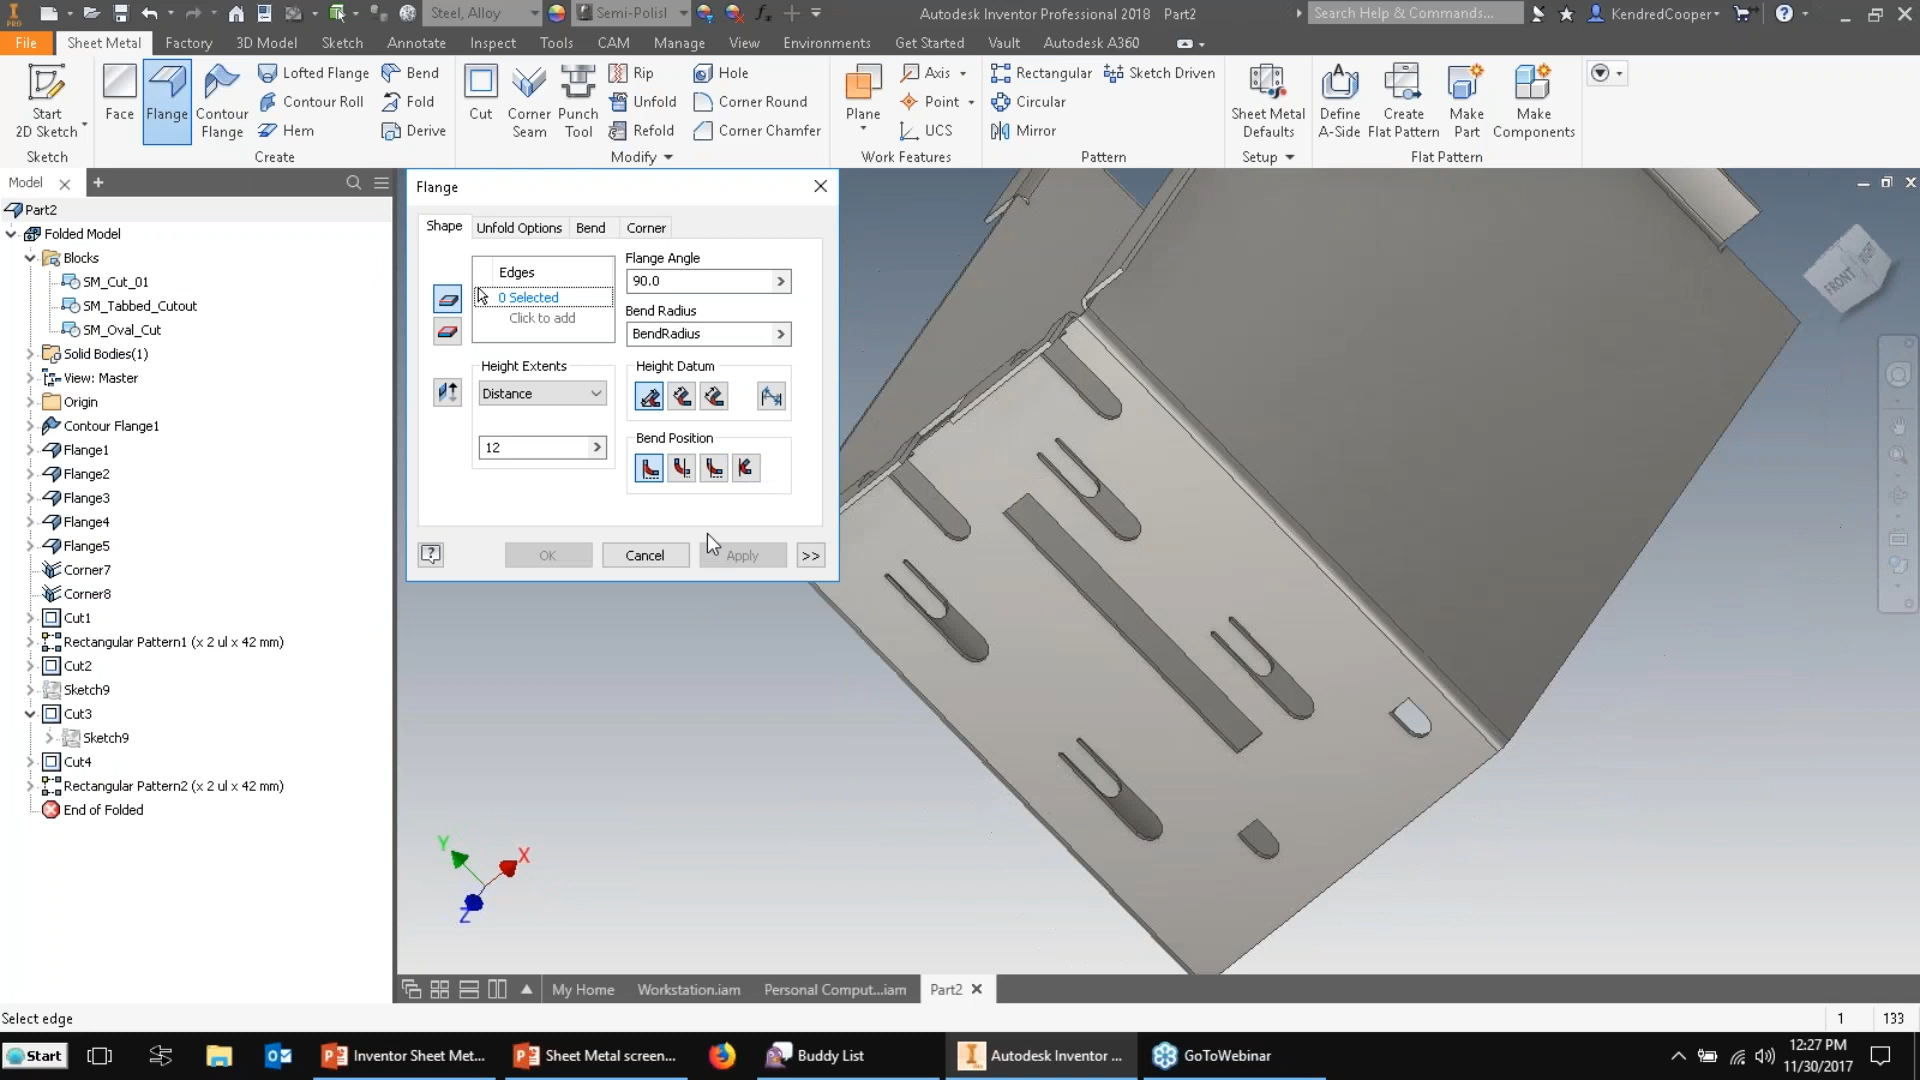 PRO
Steel, Alloy
Semi-Polisl
Autodesk Inventor Professional 2018 Part2
Search Help & Commands...
KendredCooper
File
Sheet Metal
Factory
3D Model
Sketch
Annotate
Inspect
Tools
CAM
Manage
View
Environments
Get Started
Vault
Autodesk A360
Start 2D Sketch
Face
Flange
Contour Flange
Lofted Flange
Contour Roll
Hem
Bend
Fold
Derive
Cut
Corner Seam
Punch Tool
Rip
Unfold
Refold
Hole
Corner Round
Corner Chamfer
Plane
Axis
Point
UCS
Rectangular
Sketch Driven
Circular
Mirror
Sheet Metal Defaults
Define A-Side
Create Flat Pattern
Make Part
Make Components
Sketch
Create
Modify
Work Features
Pattern
Setup
Flat Pattern
Model
Part2
Folded Model
Blocks
SM_Cut_01
SM_Tabbed_Cutout
SM_Oval_Cut
Solid Bodies(1)
View: Master
Origin
Contour Flange1
Flange1
Flange2
Flange3
Flange4
Flange5
Corner7
Corner8
Cut1
Rectangular Pattern1 (x 2 ul x 42 mm)
Cut2
Sketch9
Cut3
Sketch9
Cut4
Rectangular Pattern2 (x 2 ul x 42 mm)
End of Folded
Flange
Shape
Unfold Options
Bend
Corner
Edges
0 Selected
Click to add
Flange Angle
90.0
Bend Radius
BendRadius
Height Extents
Distance
12
Height Datum
Bend Position
OK
Cancel
Apply
>>
FRONT
RIGHT
Y
X
Z
My Home
Workstation.iam
Personal Comput...iam
Part2
Select edge
1
133
Start
Inventor Sheet Met...
Sheet Metal screen...
Buddy List
Autodesk Inventor ...
GoToWebinar
12:27 PM
11/30/2017